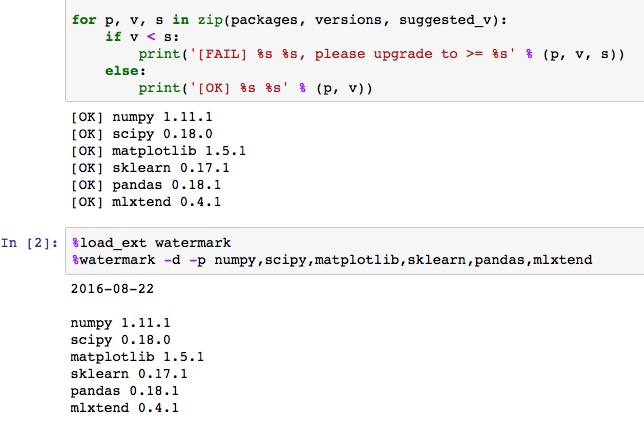 for p, v, s in zip(packages, versions, suggested_v):
    if v < s:
        print('[FAIL] %s %s, please upgrade to >= %s' % (p, v, s))
    else:
        print('[OK] %s %s' % (p, v))
[OK] numpy 1.11.1
[OK] scipy 0.18.0
[OK] matplotlib 1.5.1
[OK] sklearn 0.17.1
[OK] pandas 0.18.1
[OK] mlxtend 0.4.1
In [2]: %load_ext watermark
%watermark -d -p numpy,scipy,matplotlib,sklearn,pandas,mlxtend
2016-08-22
numpy 1.11.1
scipy 0.18.0
matplotlib 1.5.1
sklearn 0.17.1
pandas 0.18.1
mlxtend 0.4.1